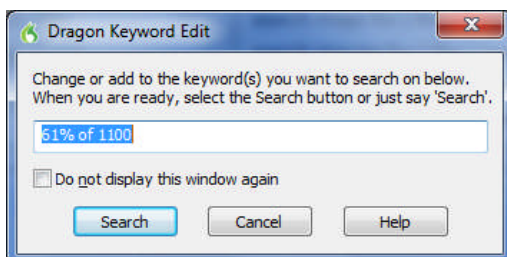 Dragon Keyword Edit
Change or add to the keyword(s) you want to search on below.
When you are ready, select the Search button or just say 'Search'.
61% of 1100
Do not display this window again
Search Cancel Help